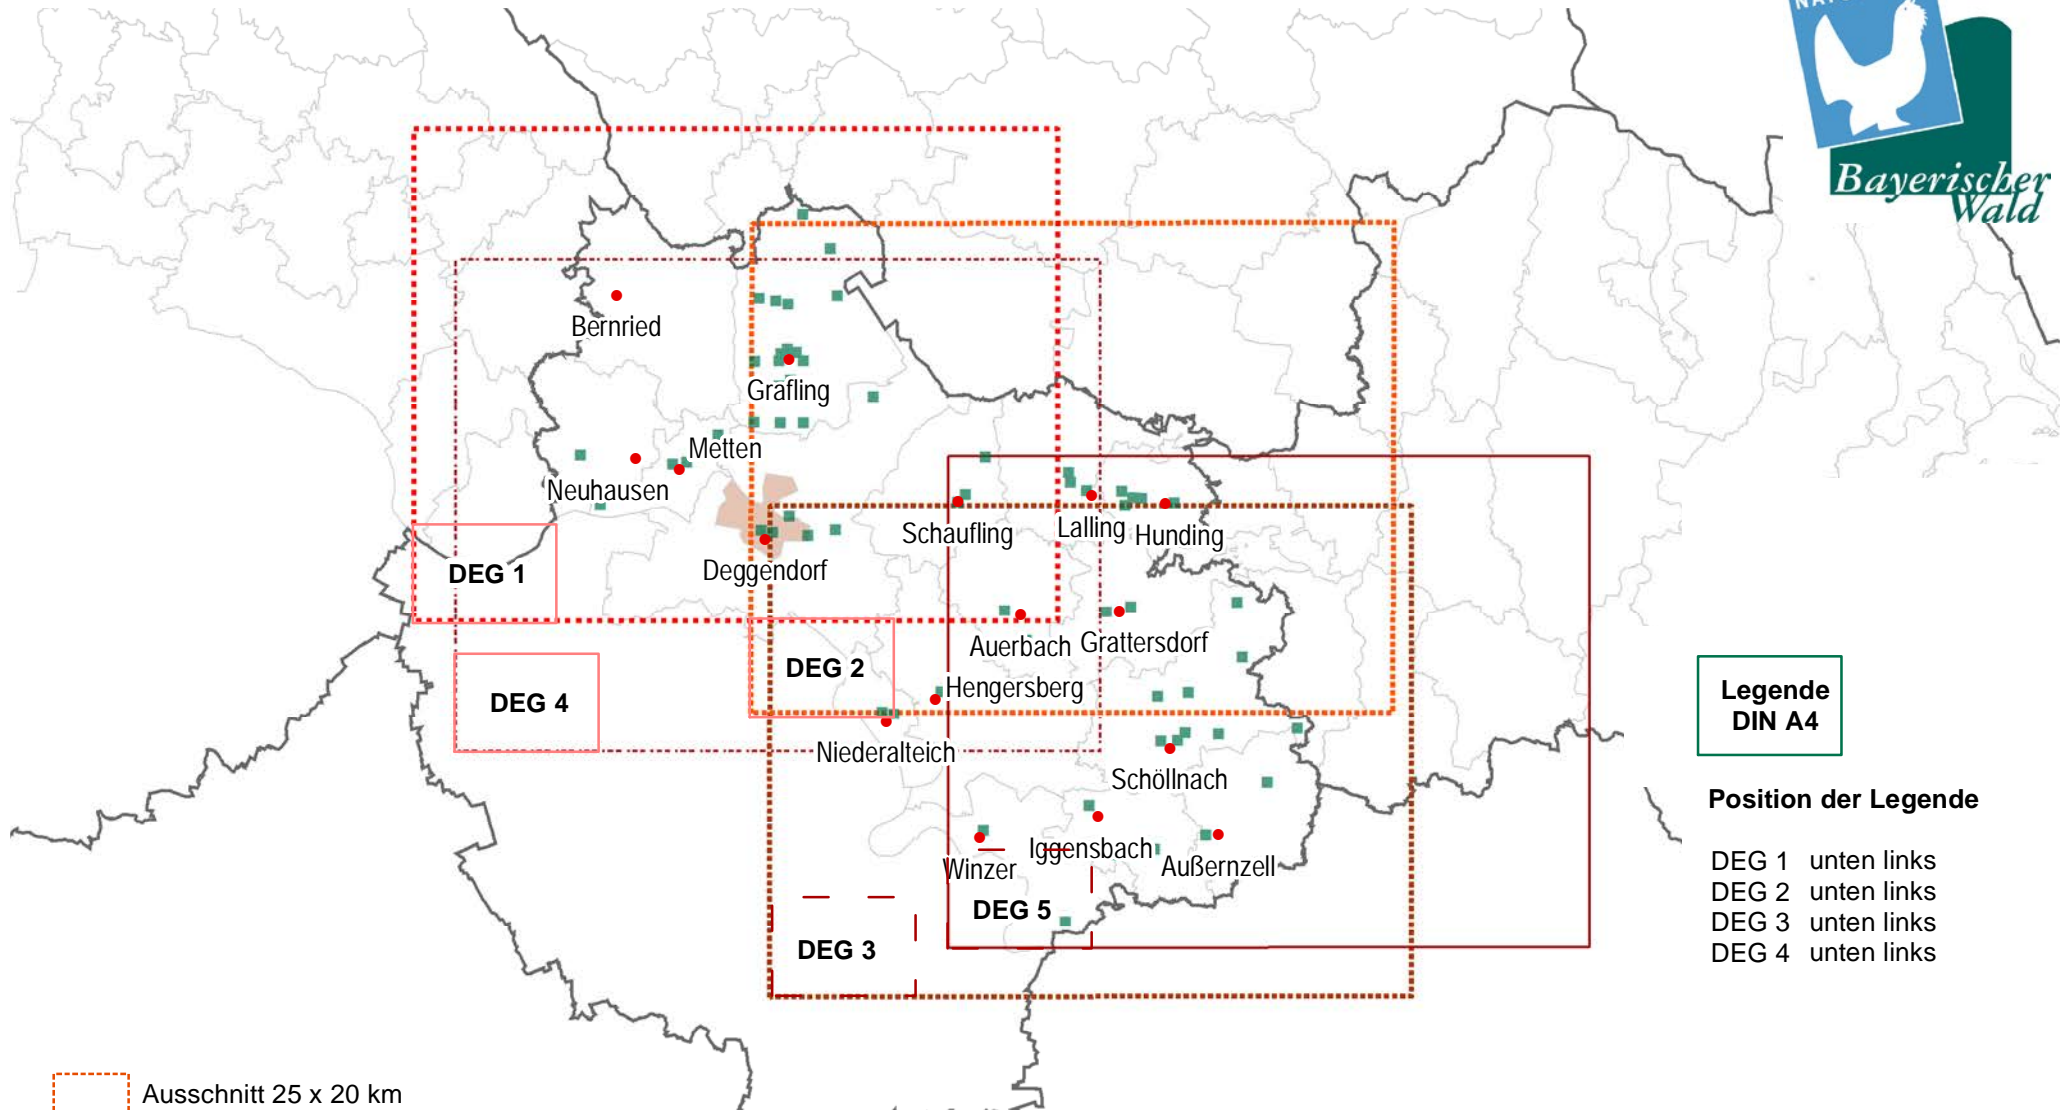 Bayerischer
Wald
Bernried
Grafling
Metten
Neuhausen
Schaufling
Lalling
Hunding
Deggendorf
DEG 1
Auerbach
Grattersdorf
DEG 2
Hengersberg
DEG 4
Niederalteich
Schöllnach
Iggensbach
Winzer
Außernzell
DEG 5
DEG 3
Legende
DIN A4
Position der Legende
DEG 1 unten links
DEG 2 unten links
DEG 3 unten links
DEG 4 unten links
Ausschnitt 25 x 20 km